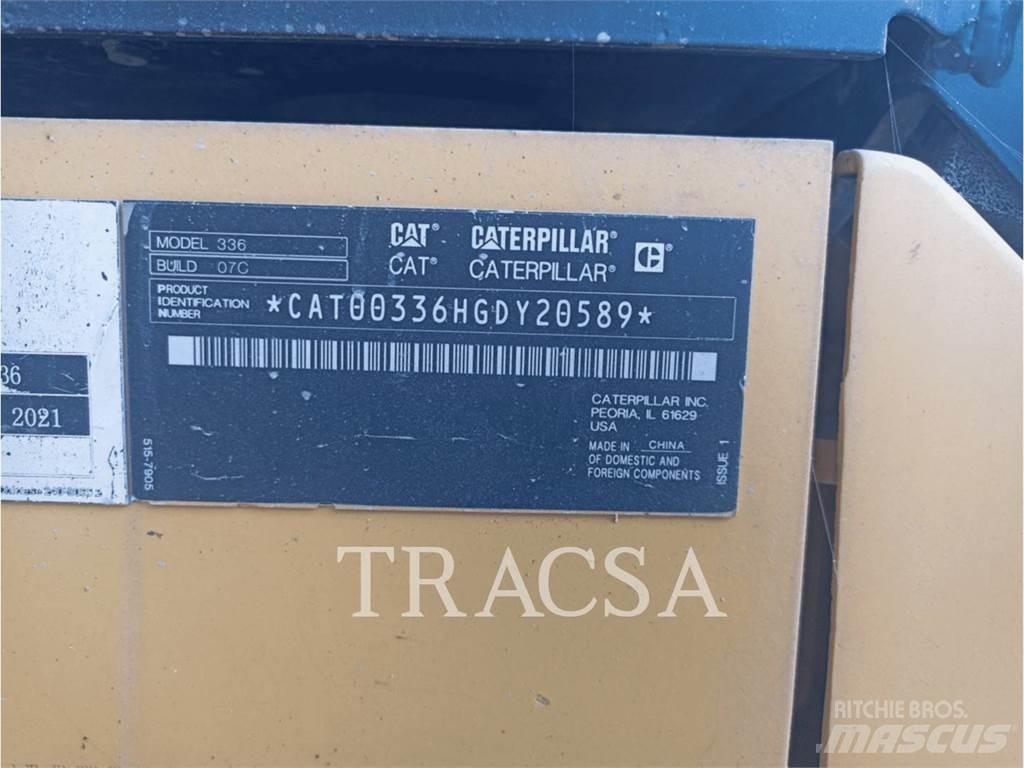 MODEL 336
BUILD 07C
CAT® CATERPILLAR® C®
CAT® CATERPILLAR®
PRODUCT
IDENTIFICATION
NUMBER
*CAT00336HGDY20589*
36
2021
CATERPILLAR INC.
PEORIA, IL 61629
USA
MADE IN CHINA
OF DOMESTIC AND
FOREIGN COMPONENTS
515-7905
ISSUE 1
TRACSA
RITCHIE BROS.
MASCUS